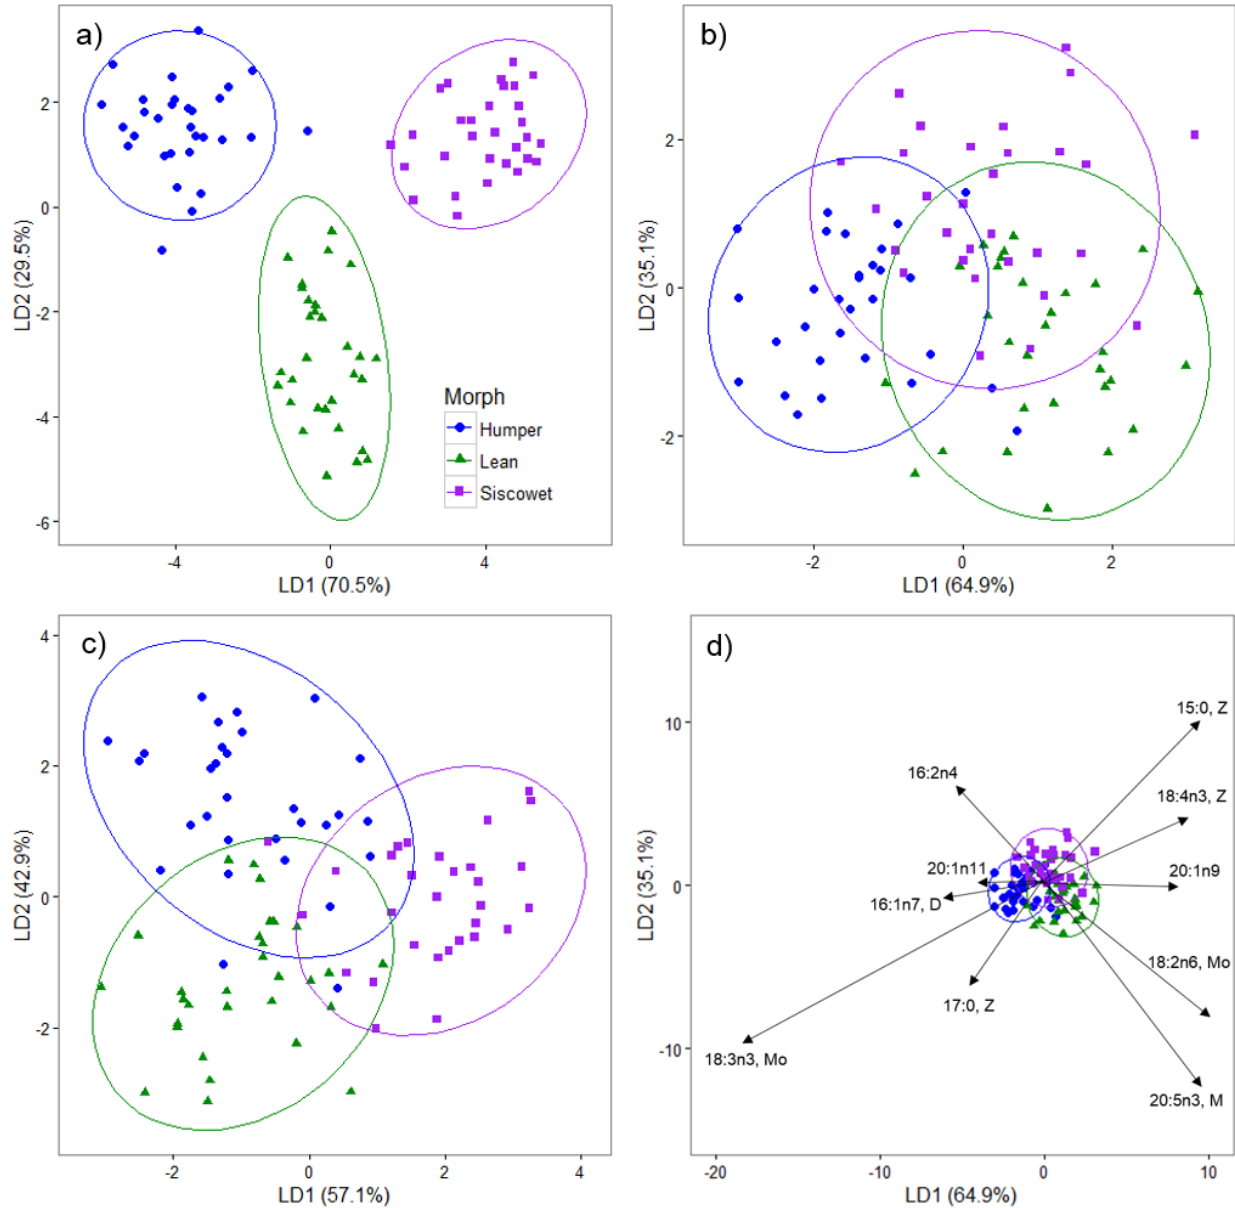 a)
2
0
-2
-4
-6
LD2 (29.5%)
-4
0
4
LD1 (70.5%)
Morph
Humper
Lean
Siscowet
b)
2
0
-2
LD2 (35.1%)
-2
0
2
LD1 (64.9%)
c)
4
2
0
-2
LD2 (42.9%)
-2
0
2
4
LD1 (57.1%)
d)
10
0
-10
LD2 (35.1%)
15:0, Z
16:2n4
18:4n3, Z
20:1n11
20:1n9
16:1n7, D
18:2n6, Mo
17:0, Z
18:3n3, Mo
20:5n3, M
-20
-10
0
10
LD1 (64.9%)